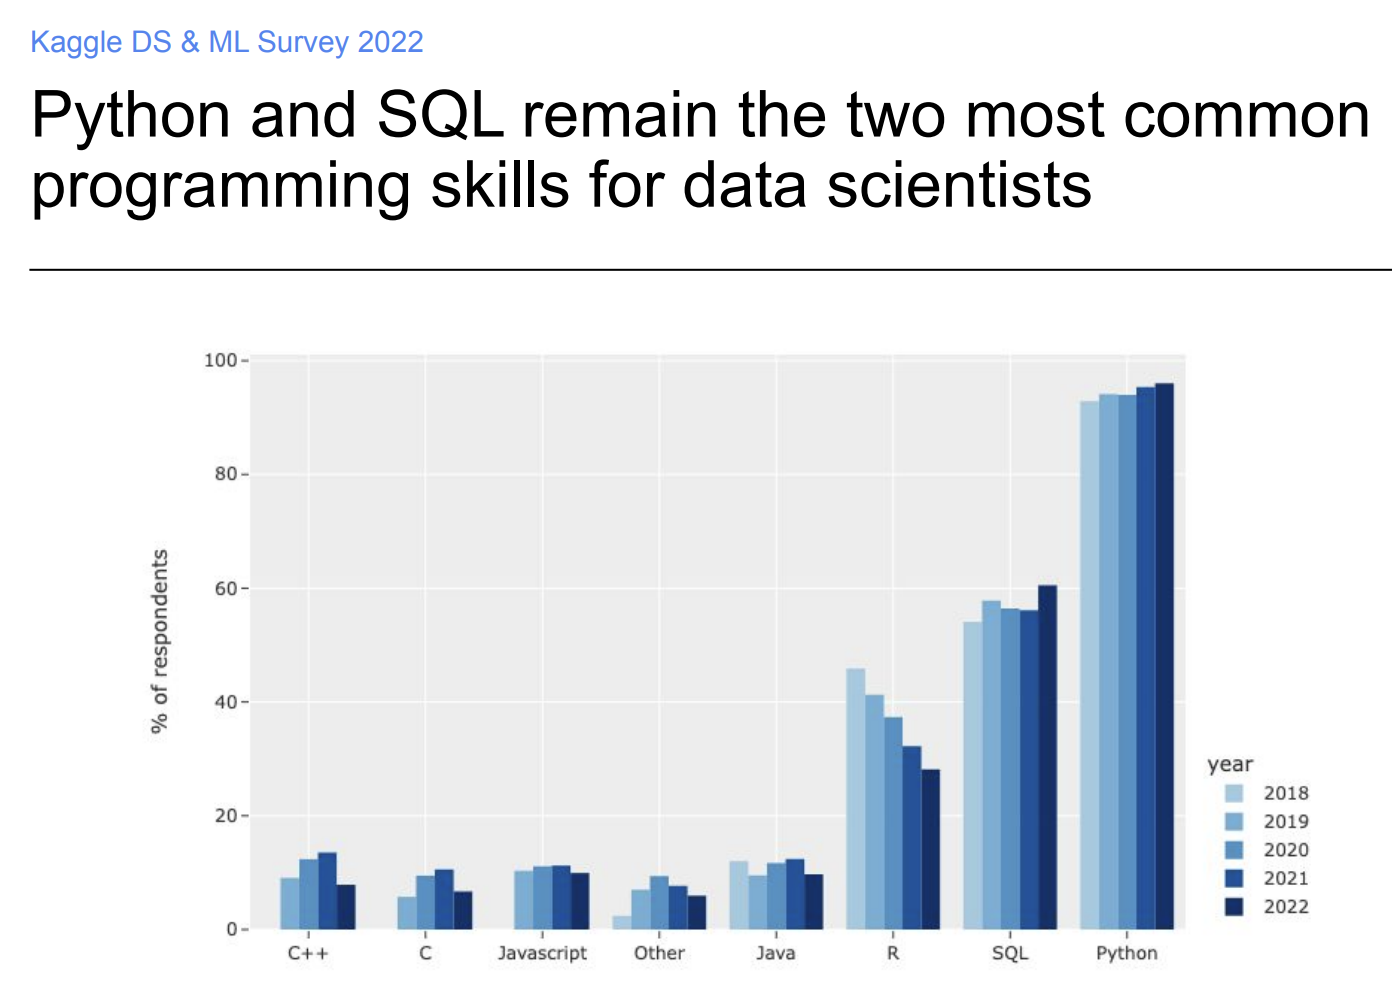 Kaggle DS & ML Survey 2022
Python and SQL remain the two most common
programming skills for data scientists
100
80
60
40
20
0
% of respondents
C++ C Javascript Other Java R SQL Python
year
2018
2019
2020
2021
2022